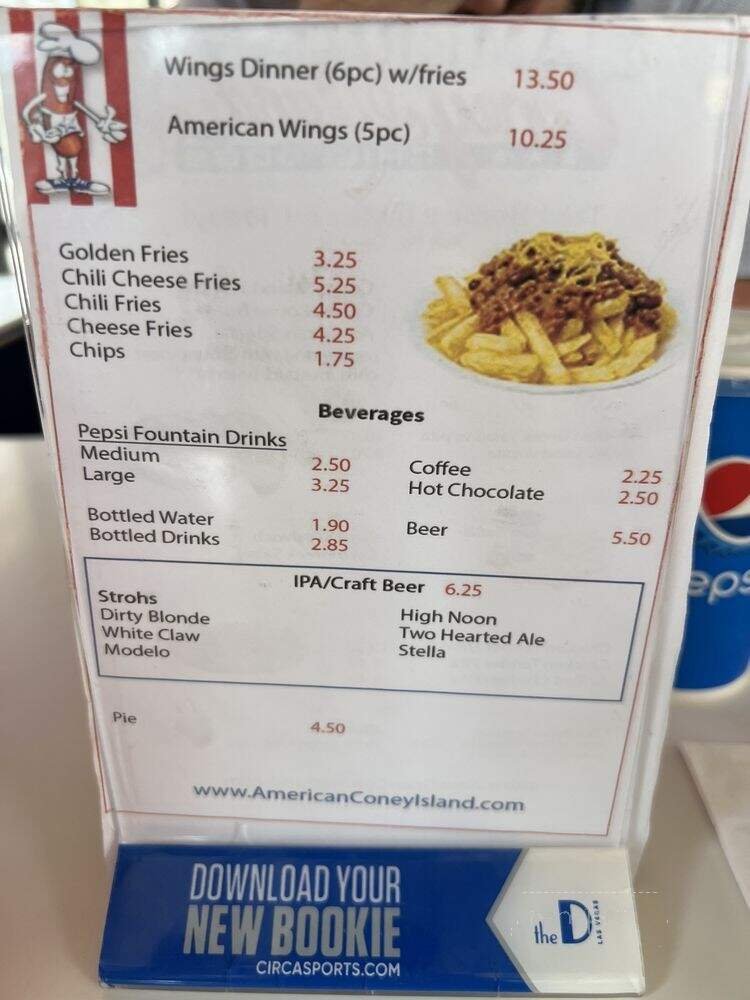 Wings Dinner (6pc) w/fries 13.50
American Wings (5pc) 10.25
Golden Fries 3.25
Chili Cheese Fries 5.25
Chili Fries 4.50
Cheese Fries 4.25
Chips 1.75
Beverages
Pepsi Fountain Drinks
Medium 2.50
Large 3.25
Coffee 2.25
Hot Chocolate 2.50
Bottled Water 1.90
Bottled Drinks 2.85
Beer 5.50
IPA/Craft Beer 6.25
Strohs
Dirty Blonde
White Claw
Modelo
High Noon
Two Hearted Ale
Stella
Pie 4.50
www.AmericanConeyIsland.com
DOWNLOAD YOUR
NEW BOOKIE
CIRCASPORTS.COM
the D
LAS VEGAS
eps